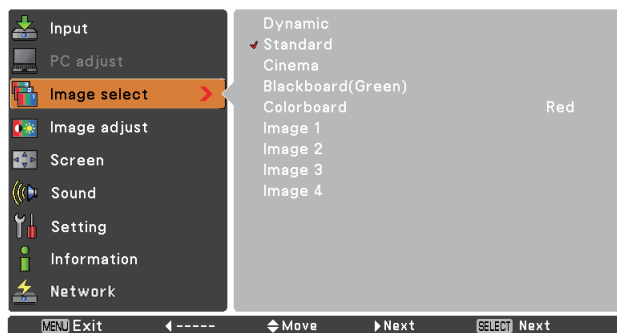 Input
PC adjust
Image select
Image adjust
Screen
Sound
Setting
Information
Network
Dynamic
Standard
Cinema
Blackboard(Green)
Colorboard Red
Image 1
Image 2
Image 3
Image 4
MENU Exit ----- Move Next SELECT Next